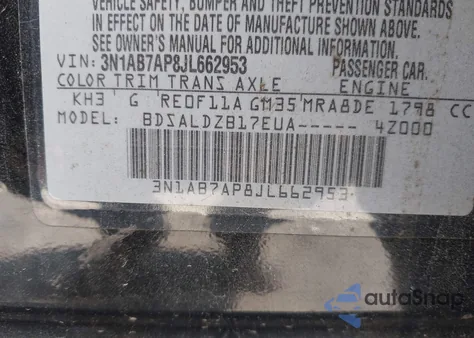 VEHICLE SAFETY, BUMPER AND THEFT PREVENTION STANDARDS
IN EFFECT ON THE DATE OF MANUFACTURE SHOWN ABOVE.
SEE OWNER'S MANUAL FOR ADDITIONAL INFORMATION.
VIN: 3N1AB7AP8JL662953 PASSENGER CAR.
COLOR TRIM TRANS AXLE ENGINE
KH3 G RE0F11A GM35 MRA8DE 1798 CC
MODEL: BDSALDZB17EUA----- 4Z000
3N1AB7AP8JL662953
autoSnap